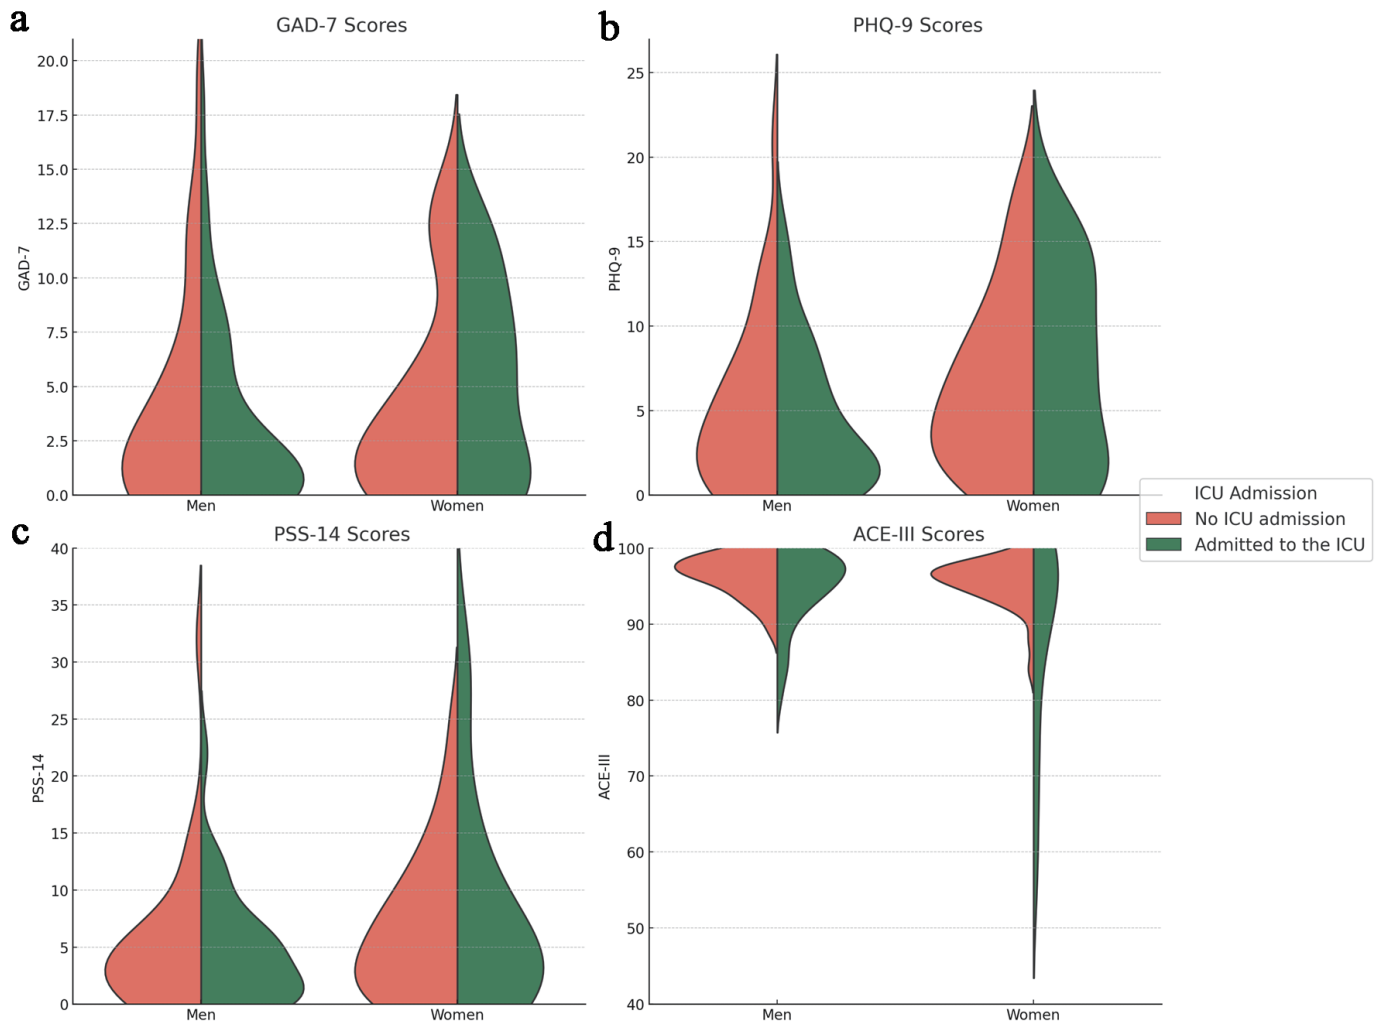 a
GAD-7 Scores
20.0
17.5
15.0
12.5
10.0
7.5
5.0
2.5
0.0
GAD-7
Men
Women
b
PHQ-9 Scores
25
20
15
10
5
0
PHQ-9
Men
Women
ICU Admission
No ICU admission
Admitted to the ICU
c
PSS-14 Scores
40
35
30
25
20
15
10
5
0
PSS-14
Men
Women
d
ACE-III Scores
100
90
80
70
60
50
40
ACE-III
Men
Women